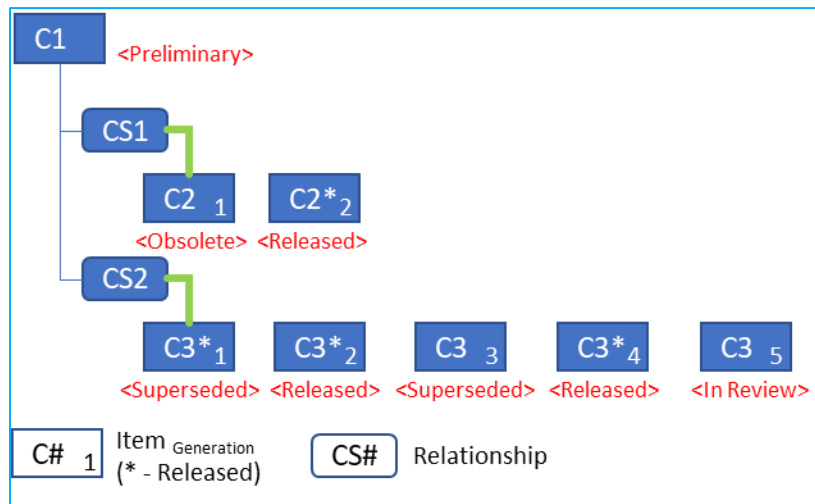 C1
<Preliminary>
CS1
C2 1 C2*2
<Obsolete> <Released>
CS2
C3*1 C3*2 C3 3 C3*4 C3 5
<Superseded> <Released> <Superseded> <Released> <In Review>
C# 1 Item Generation CS# Relationship
(* - Released)